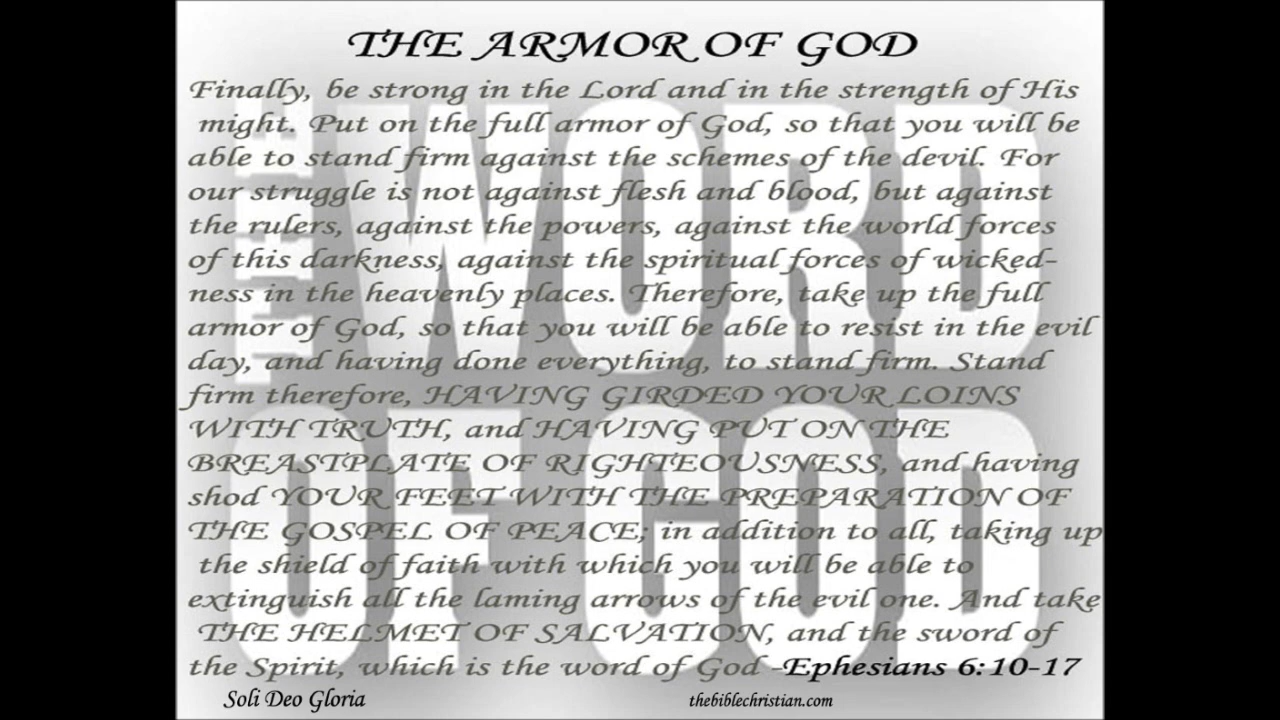 THE ARMOR OF GOD
Finally, be strong in the Lord and in the strength of His
might. Put on the full armor of God, so that you will be
able to stand firm against the schemes of the devil. For
our struggle is not against flesh and blood, but against
the rulers, against the powers, against the world forces
of this darkness, against the spiritual forces of wicked-
ness in the heavenly places. Therefore, take up the full
armor of God, so that you will be able to resist in the evil
day, and having done everything, to stand firm. Stand
firm therefore, HAVING GIRDED YOUR LOINS
WITH TRUTH, and HAVING PUT ON THE
BREASTPLATE OF RIGHTEOUSNESS, and having
shod YOUR FEET WITH THE PREPARATION OF
THE GOSPEL OF PEACE; in addition to all, taking up
the shield of faith with which you will be able to
extinguish all the laming arrows of the evil one. And take
THE HELMET OF SALVATION, and the sword of
the Spirit, which is the word of God -Ephesians 6:10-17
Soli Deo Gloria
thebiblechristian.com
THE WORD
OF GOD